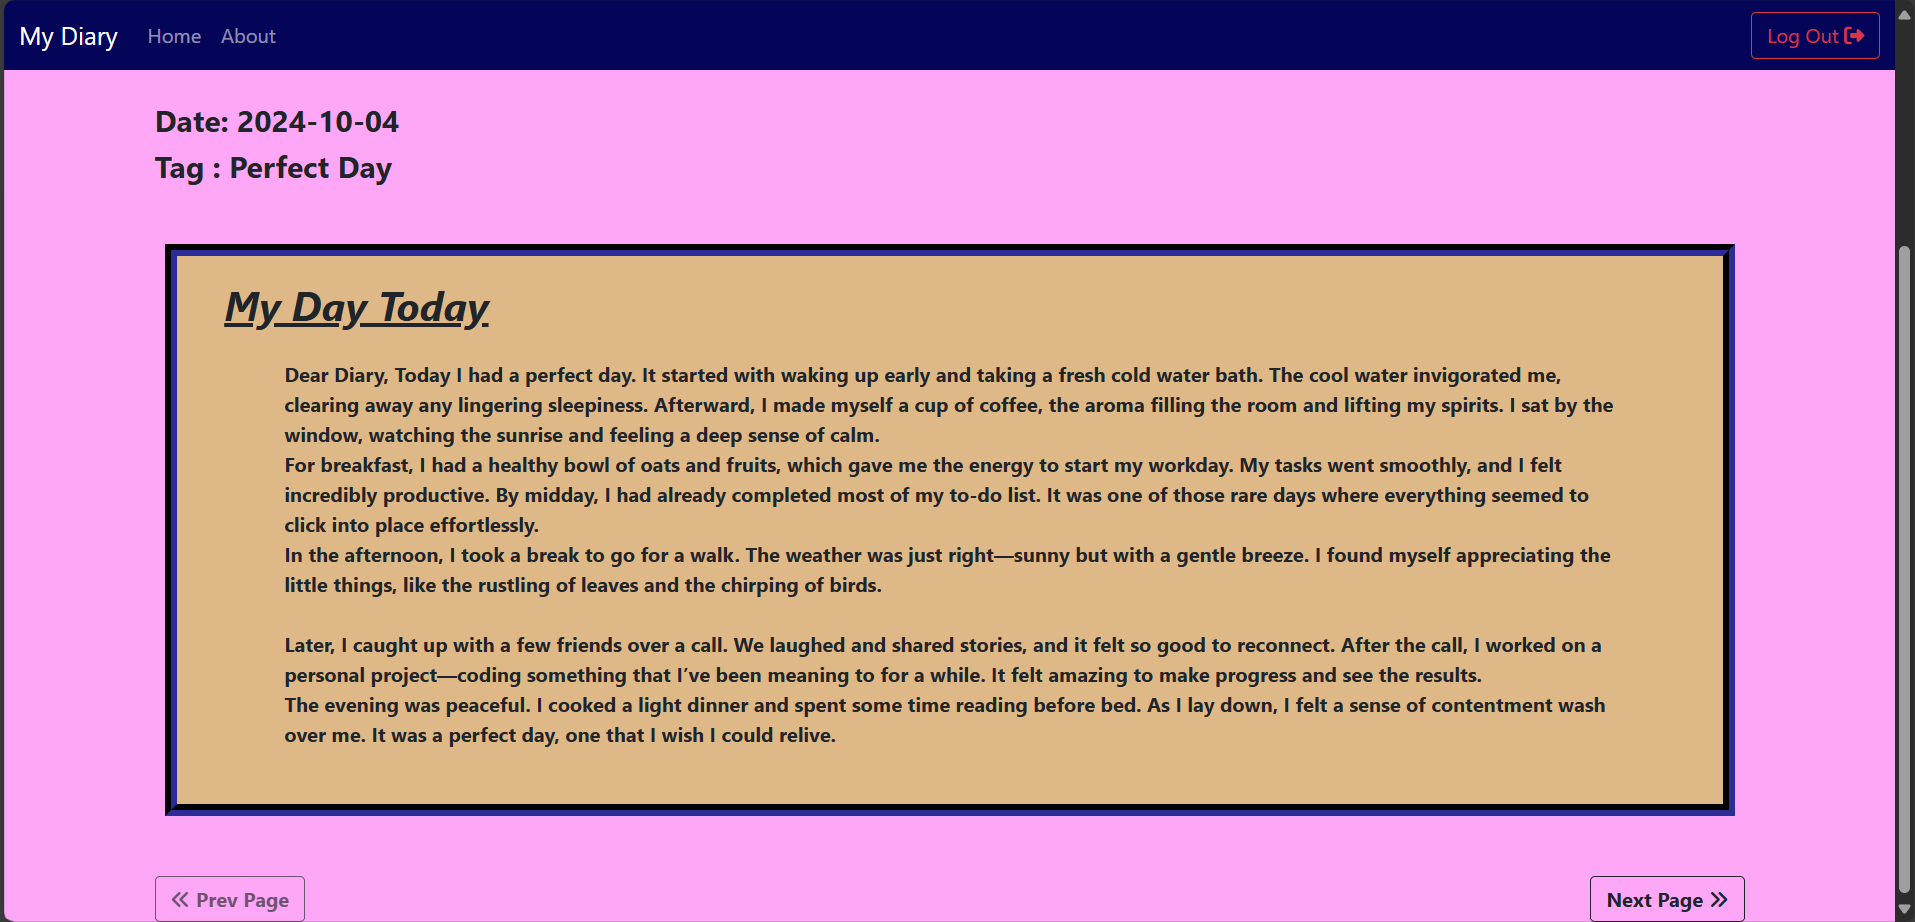 My Diary Home About Log Out
Date: 2024-10-04
Tag : Perfect Day
My Day Today
Dear Diary, Today I had a perfect day. It started with waking up early and taking a fresh cold water bath. The cool water invigorated me,
clearing away any lingering sleepiness. Afterward, I made myself a cup of coffee, the aroma filling the room and lifting my spirits. I sat by the
window, watching the sunrise and feeling a deep sense of calm.
For breakfast, I had a healthy bowl of oats and fruits, which gave me the energy to start my workday. My tasks went smoothly, and I felt
incredibly productive. By midday, I had already completed most of my to-do list. It was one of those rare days where everything seemed to
click into place effortlessly.
In the afternoon, I took a break to go for a walk. The weather was just right—sunny but with a gentle breeze. I found myself appreciating the
little things, like the rustling of leaves and the chirping of birds.
Later, I caught up with a few friends over a call. We laughed and shared stories, and it felt so good to reconnect. After the call, I worked on a
personal project—coding something that I’ve been meaning to for a while. It felt amazing to make progress and see the results.
The evening was peaceful. I cooked a light dinner and spent some time reading before bed. As I lay down, I felt a sense of contentment wash
over me. It was a perfect day, one that I wish I could relive.
Prev Page Next Page